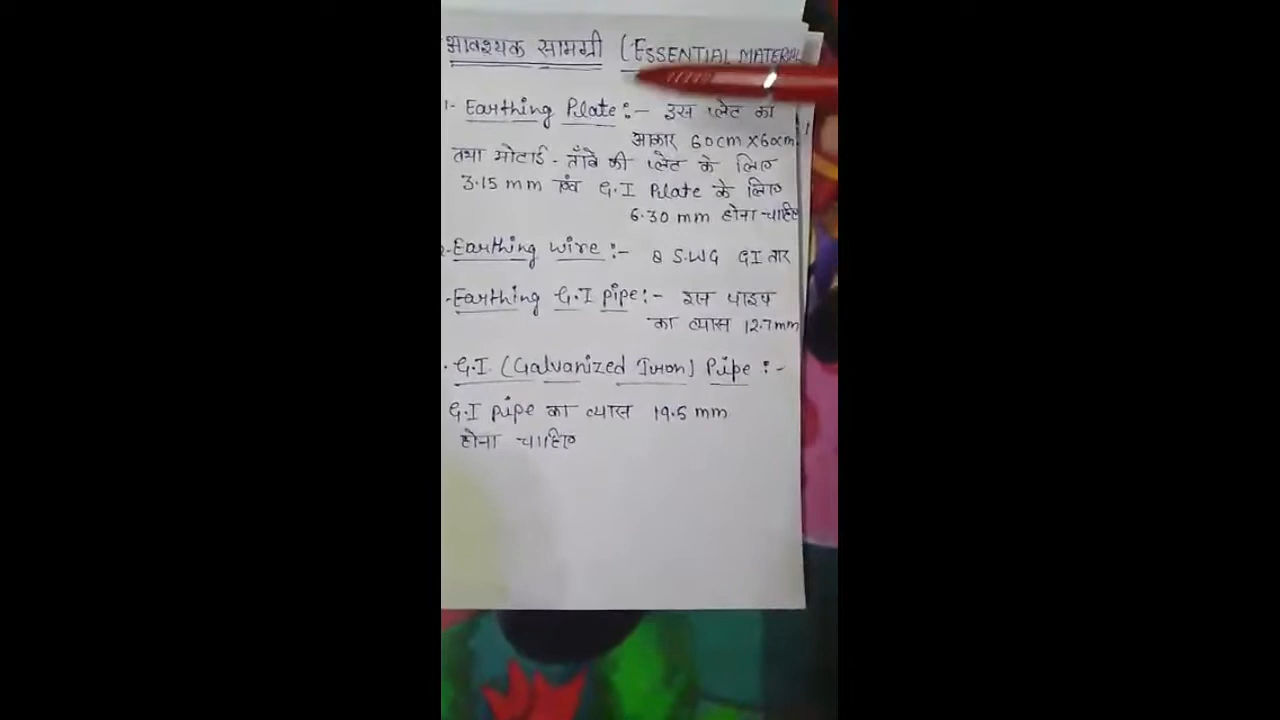 आवश्यक सामग्री (ESSENTIAL MATERIAL
1- Earthing Plate:- इस प्लेट का
आकार 60cm x 60cm
तथा मोटाई - ताँबे की प्लेट के लिए
3.15 mm एवं G.I Plate के लिए
6.30 mm होना चाहिए
2-Earthing wire:- 8 S.W.G GI तार
-Earthing G.I pipe:- इस पाइप
का व्यास 12.7mm
. G.I. (Galvanized Iron) Pipe:-
G.I pipe का व्यास 19.5 mm
होना चाहिए